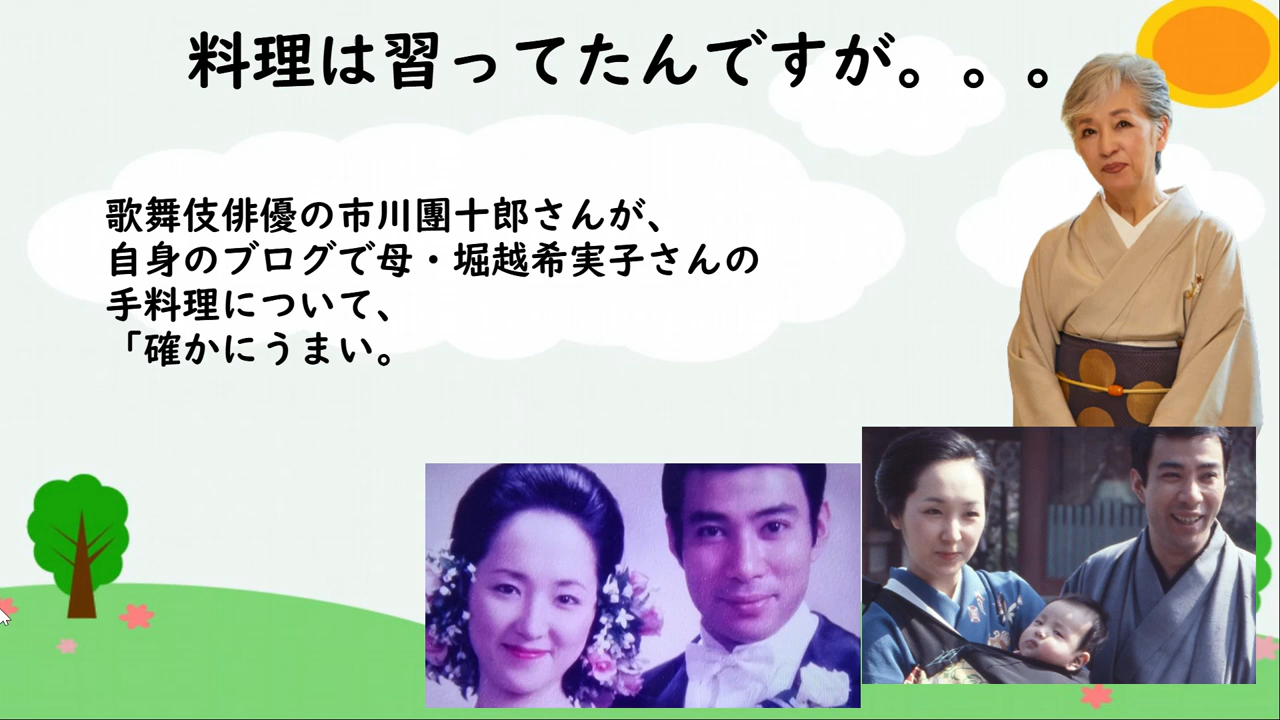 料理は習ってたんですが。。。
歌舞伎俳優の市川團十郎さんが、
自身のブログで母・堀越希実子さんの
手料理について、
「確かにうまい。